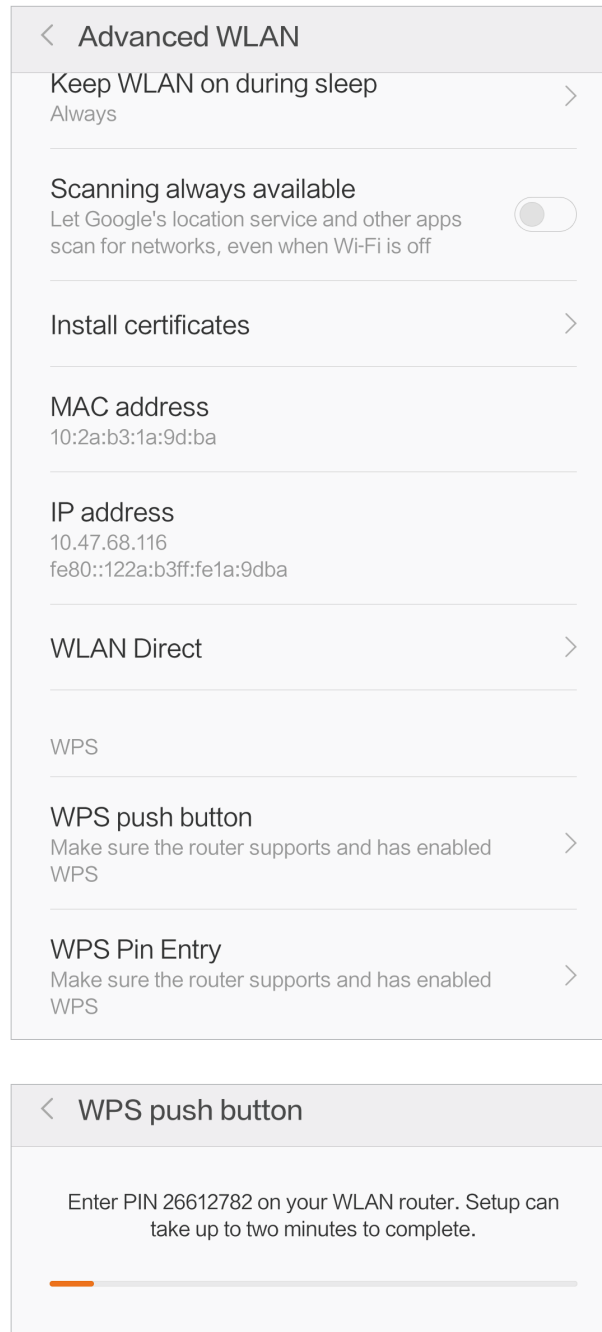 Advanced WLAN
Keep WLAN on during sleep
Always
Scanning always available
Let Google's location service and other apps
scan for networks, even when Wi-Fi is off
Install certificates
MAC address
10:2a:b3:1a:9d:ba
IP address
10.47.68.116
fe80::122a:b3ff:fe1a:9dba
WLAN Direct
WPS
WPS push button
Make sure the router supports and has enabled
WPS
WPS Pin Entry
Make sure the router supports and has enabled
WPS
WPS push button
Enter PIN 26612782 on your WLAN router. Setup can
take up to two minutes to complete.